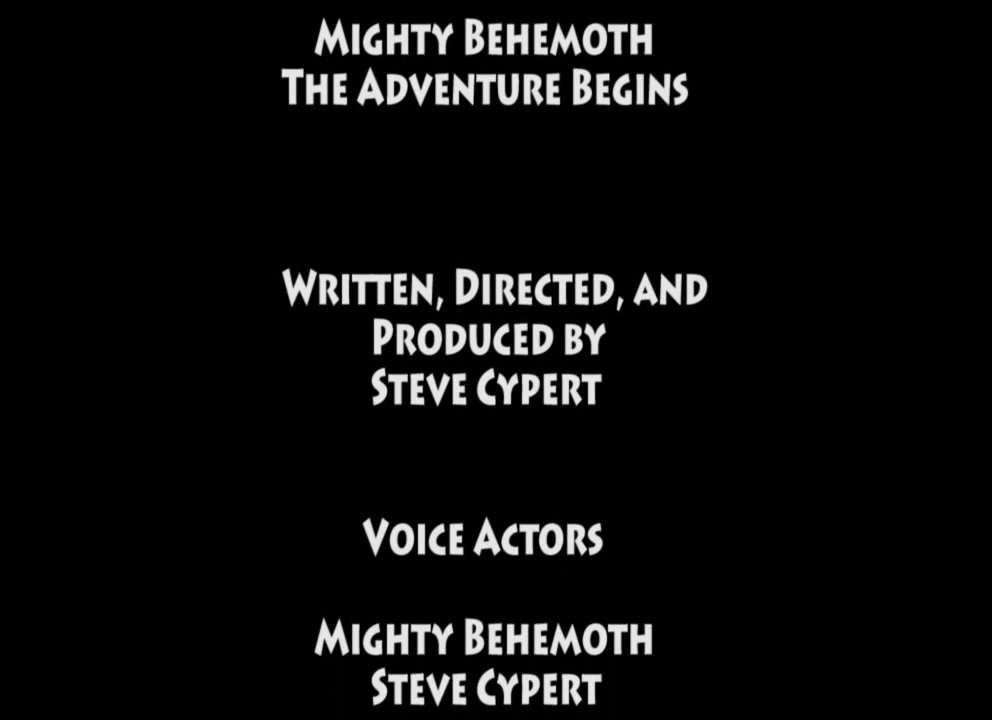 Mighty Behemoth
The Adventure Begins
Written, Directed, and
Produced by
Steve Cypert
Voice Actors
Mighty Behemoth
Steve Cypert